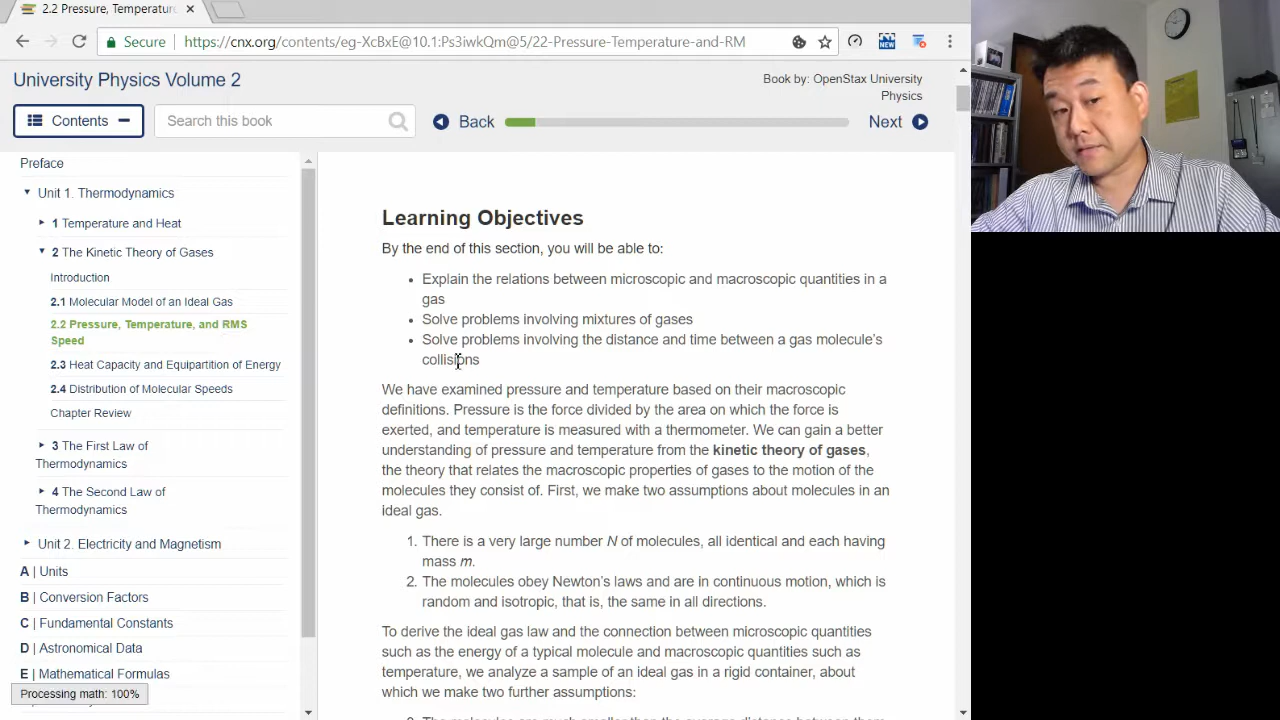 2.2 Pressure, Temperatur
Secure
https://cnx.org/contents/eg-XcBxE@10.1:Ps3iwkQm@5/22-Pressure-Temperature-and-RM
NEW
University Physics Volume 2
Book by: OpenStax University
Physics
Contents
Search this book
Back
Next
Preface
Unit 1. Thermodynamics
1 Temperature and Heat
2 The Kinetic Theory of Gases
Introduction
2.1 Molecular Model of an Ideal Gas
2.2 Pressure, Temperature, and RMS
Speed
2.3 Heat Capacity and Equipartition of Energy
2.4 Distribution of Molecular Speeds
Chapter Review
3 The First Law of
Thermodynamics
4 The Second Law of
Thermodynamics
Unit 2. Electricity and Magnetism
A | Units
B | Conversion Factors
C | Fundamental Constants
D | Astronomical Data
E | Mathematical Formulas
Processing math: 100%
Learning Objectives
By the end of this section, you will be able to:
• Explain the relations between microscopic and macroscopic quantities in a
gas
• Solve problems involving mixtures of gases
• Solve problems involving the distance and time between a gas molecule's
collisions
We have examined pressure and temperature based on their macroscopic
definitions. Pressure is the force divided by the area on which the force is
exerted, and temperature is measured with a thermometer. We can gain a better
understanding of pressure and temperature from the kinetic theory of gases,
the theory that relates the macroscopic properties of gases to the motion of the
molecules they consist of. First, we make two assumptions about molecules in an
ideal gas.
1. There is a very large number N of molecules, all identical and each having
mass m.
2. The molecules obey Newton's laws and are in continuous motion, which is
random and isotropic, that is, the same in all directions.
To derive the ideal gas law and the connection between microscopic quantities
such as the energy of a typical molecule and macroscopic quantities such as
temperature, we analyze a sample of an ideal gas in a rigid container, about
which we make two further assumptions: